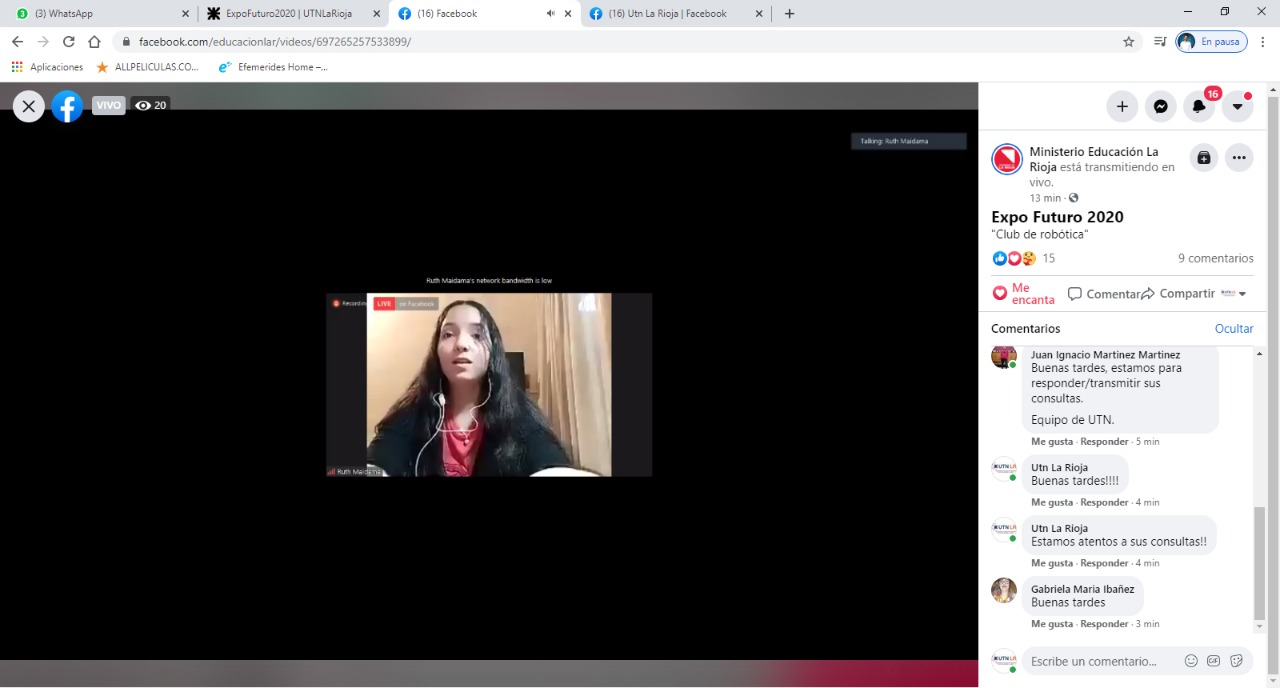 (3) WhatsApp
ExpoFuturo2020 | UTNLaRioja
(16) Facebook
(16) Utn La Rioja | Facebook
facebook.com/educacionlar/videos/697265257533899/
En pausa
Aplicaciones
ALLPELICULAS.CO...
Efemerides Home –...
VIVO
20
Talking: Ruth Maidama
Ruth Maidama's network bandwidth is low
Recording
LIVE on Facebook
Ruth Maidama
16
Ministerio Educación La
Rioja está transmitiendo en
vivo.
13 min ·
Expo Futuro 2020
"Club de robótica"
15
9 comentarios
Me
encanta
Comentar
Compartir
Comentarios
Ocultar
Juan Ignacio Martinez Martinez
Buenas tardes, estamos para
responder/transmitir sus
consultas.
Equipo de UTN.
Me gusta · Responder · 5 min
Utn La Rioja
Buenas tardes!!!!
Me gusta · Responder · 4 min
Utn La Rioja
Estamos atentos a sus consultas!!
Me gusta · Responder · 4 min
Gabriela Maria Ibañez
Buenas tardes
Me gusta · Responder · 3 min
Escribe un comentario...
GIF